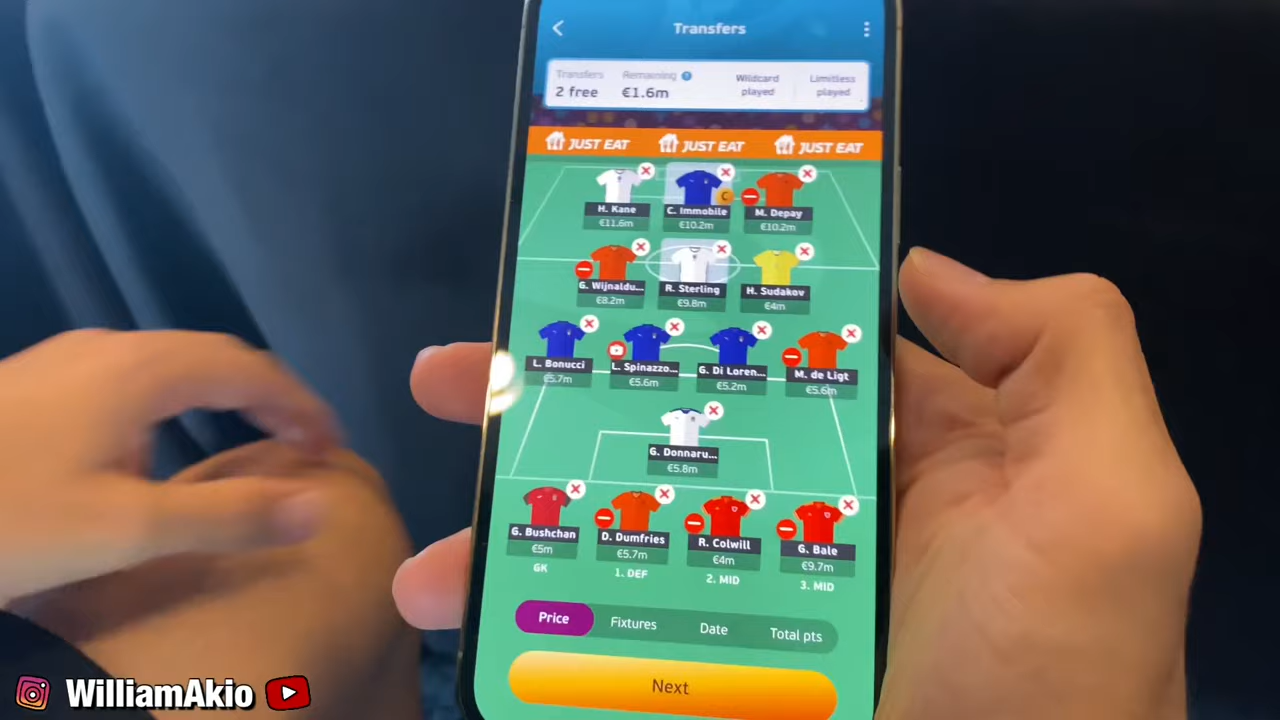 Transfers
Transfers Remaining ? Wildcard played Limitless played
2 free €1.6m
JUST EAT JUST EAT JUST EAT
H. Kane C. Immobile M. Depay
€11.6m €10.2m €10.2m
C
G. Wijnaldu... R. Sterling H. Sudakov
€8.2m €9.8m €4m
L. Bonucci L. Spinazzo... G. Di Loren... M. de Ligt
€5.7m €5.6m €5.2m €5.6m
G. Donnaru...
€5.8m
G. Bushchan D. Dumfries R. Colwill G. Bale
€5m €5.7m €4m €9.7m
GK 1. DEF 2. MID 3. MID
Price Fixtures Date Total pts
Next
WilliamAkio